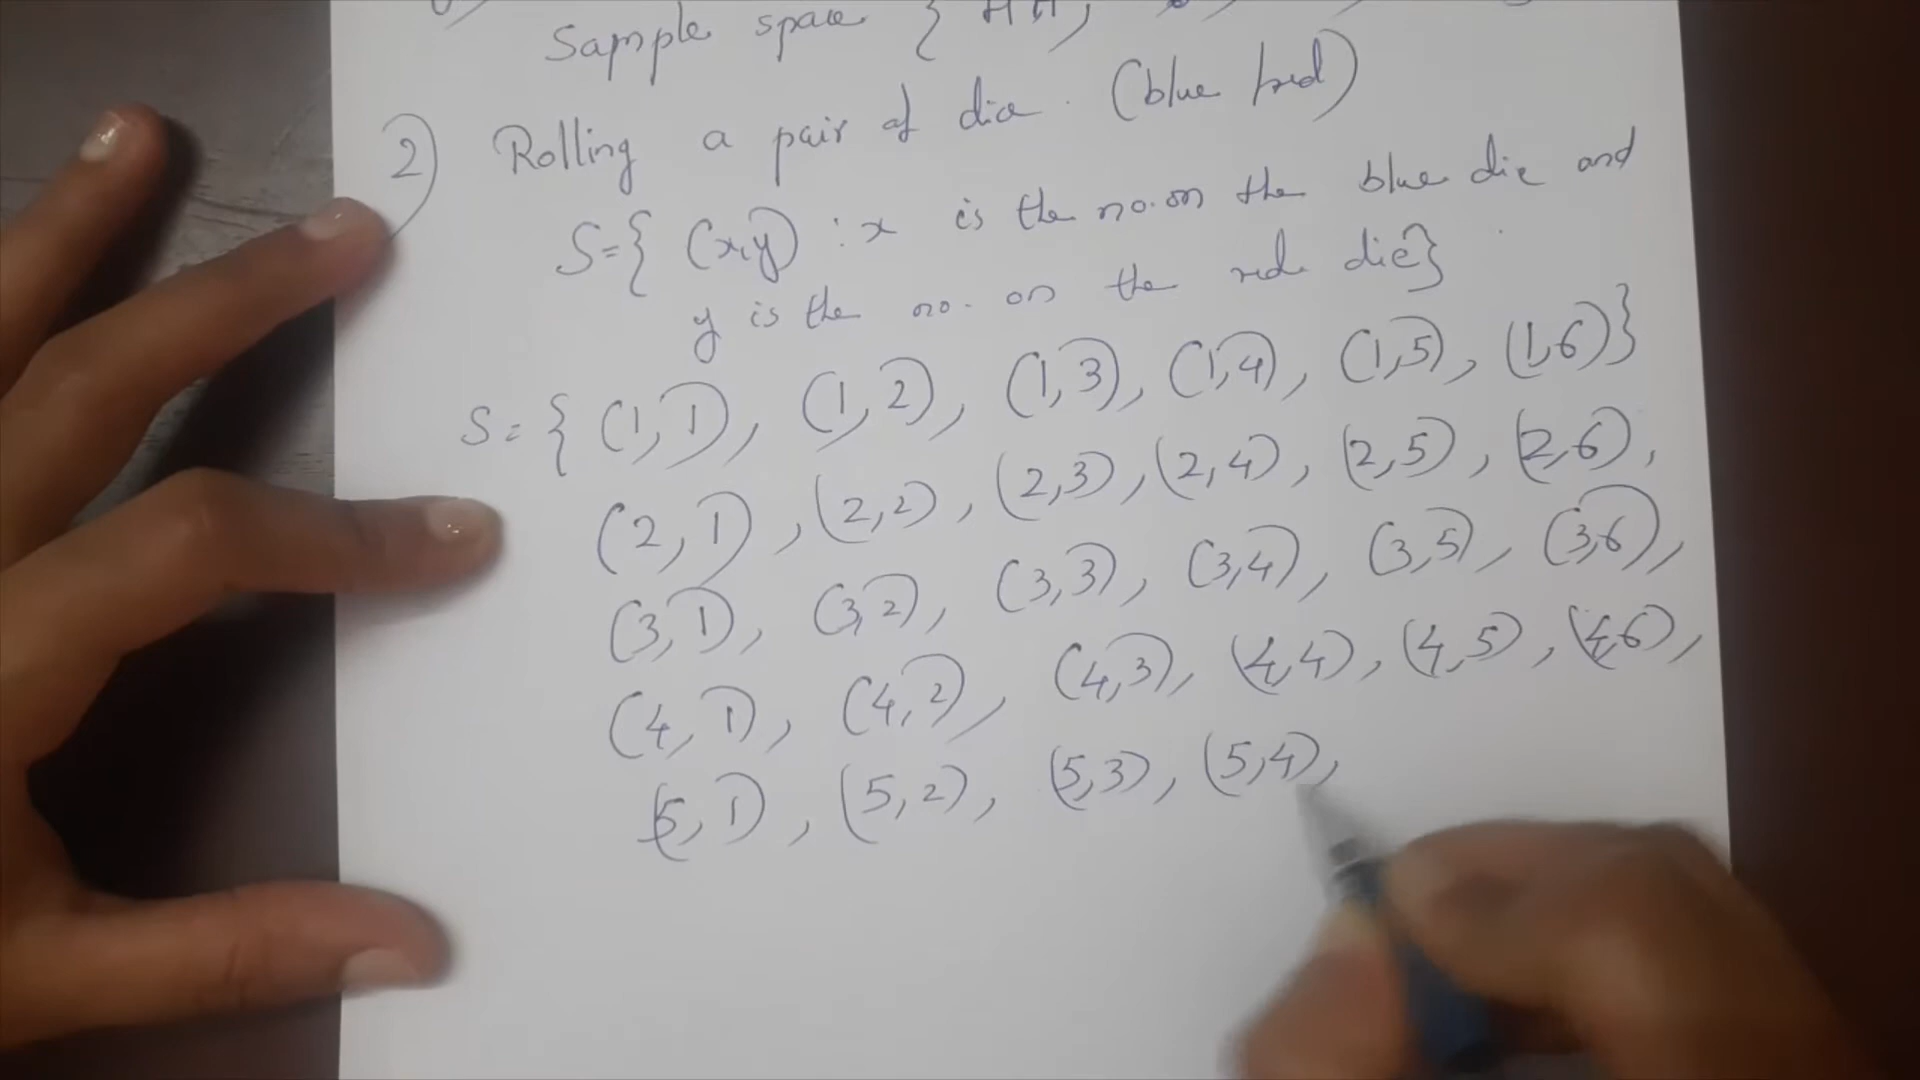 Sample space { HH,
2) Rolling a pair of dice. (blue /red)
S={ (x,y) : x is the no. on the blue die and
y is the no. on the red die}
S= { (1,1), (1,2), (1,3), (1,4), (1,5), (1,6)}
(2,1), (2,2), (2,3), (2,4), (2,5), (2,6),
(3,1), (3,2), (3,3), (3,4), (3,5), (3,6),
(4,1), (4,2), (4,3), (4,4), (4,5), (4,6),
(5,1), (5,2), (5,3), (5,4),